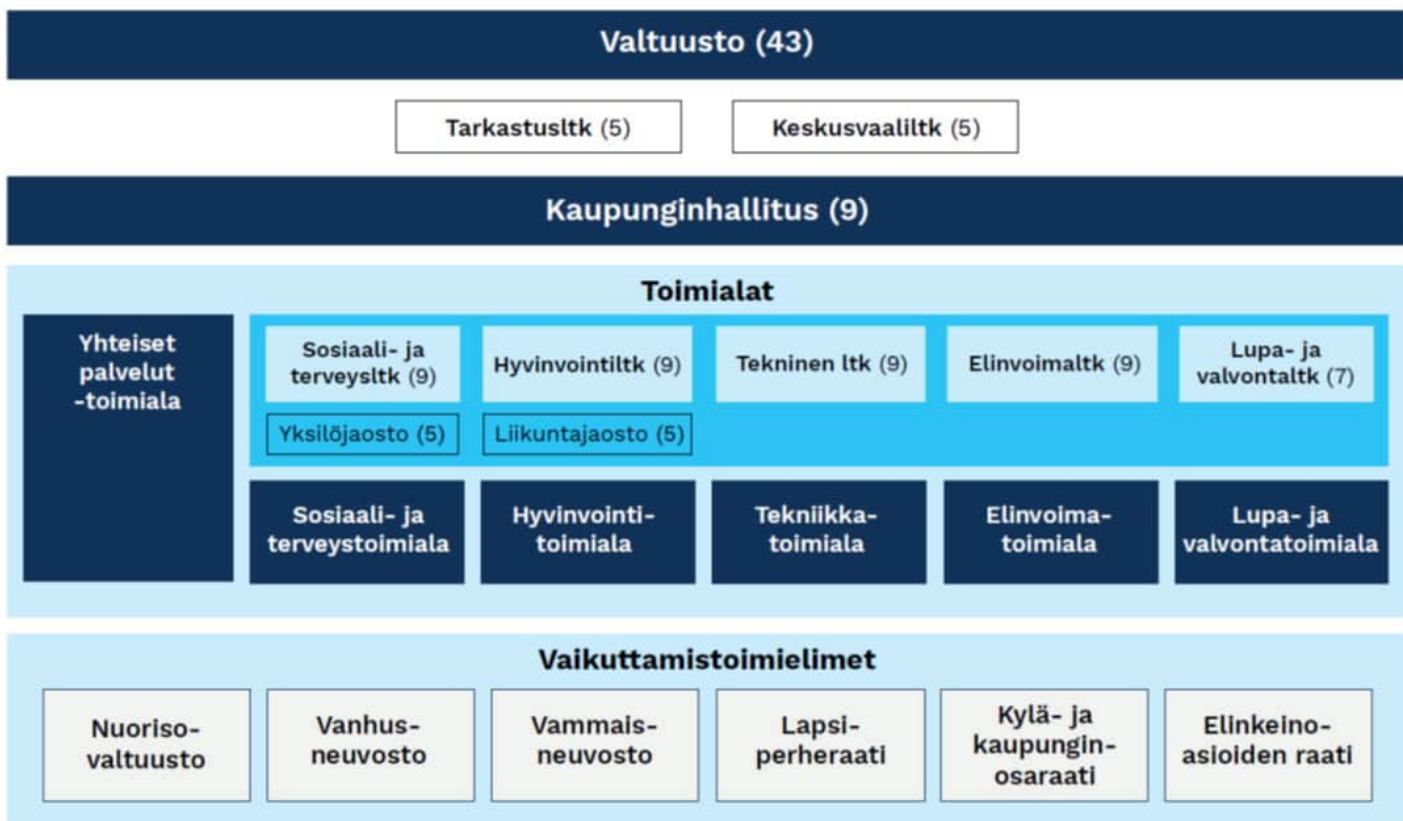 Valtuusto (43)
Tarkastusltk (5)
Keskusvaaliltk (5)
Kaupunginhallitus (9)
Toimialat
Yhteiset
palvelut
-toimiala
Sosiaali- ja
terveysltk (9)
Hyvinvointiltk (9)
Tekninen ltk (9)
Elinvoimaltk (9)
Lupa- ja
valvontaltk (7)
Yksilöjaosto (5)
Liikuntajaosto (5)
Sosiaali- ja
terveystoimiala
Hyvinvointi-
toimiala
Tekniikka-
toimiala
Elinvoima-
toimiala
Lupa- ja
valvontatoimiala
Vaikuttamistoimielimet
Nuoriso-
valtuusto
Vanhus-
neuvosto
Vammais-
neuvosto
Lapsi-
perheraati
Kylä- ja
kaupungin-
osaraati
Elinkeino-
asioiden raati